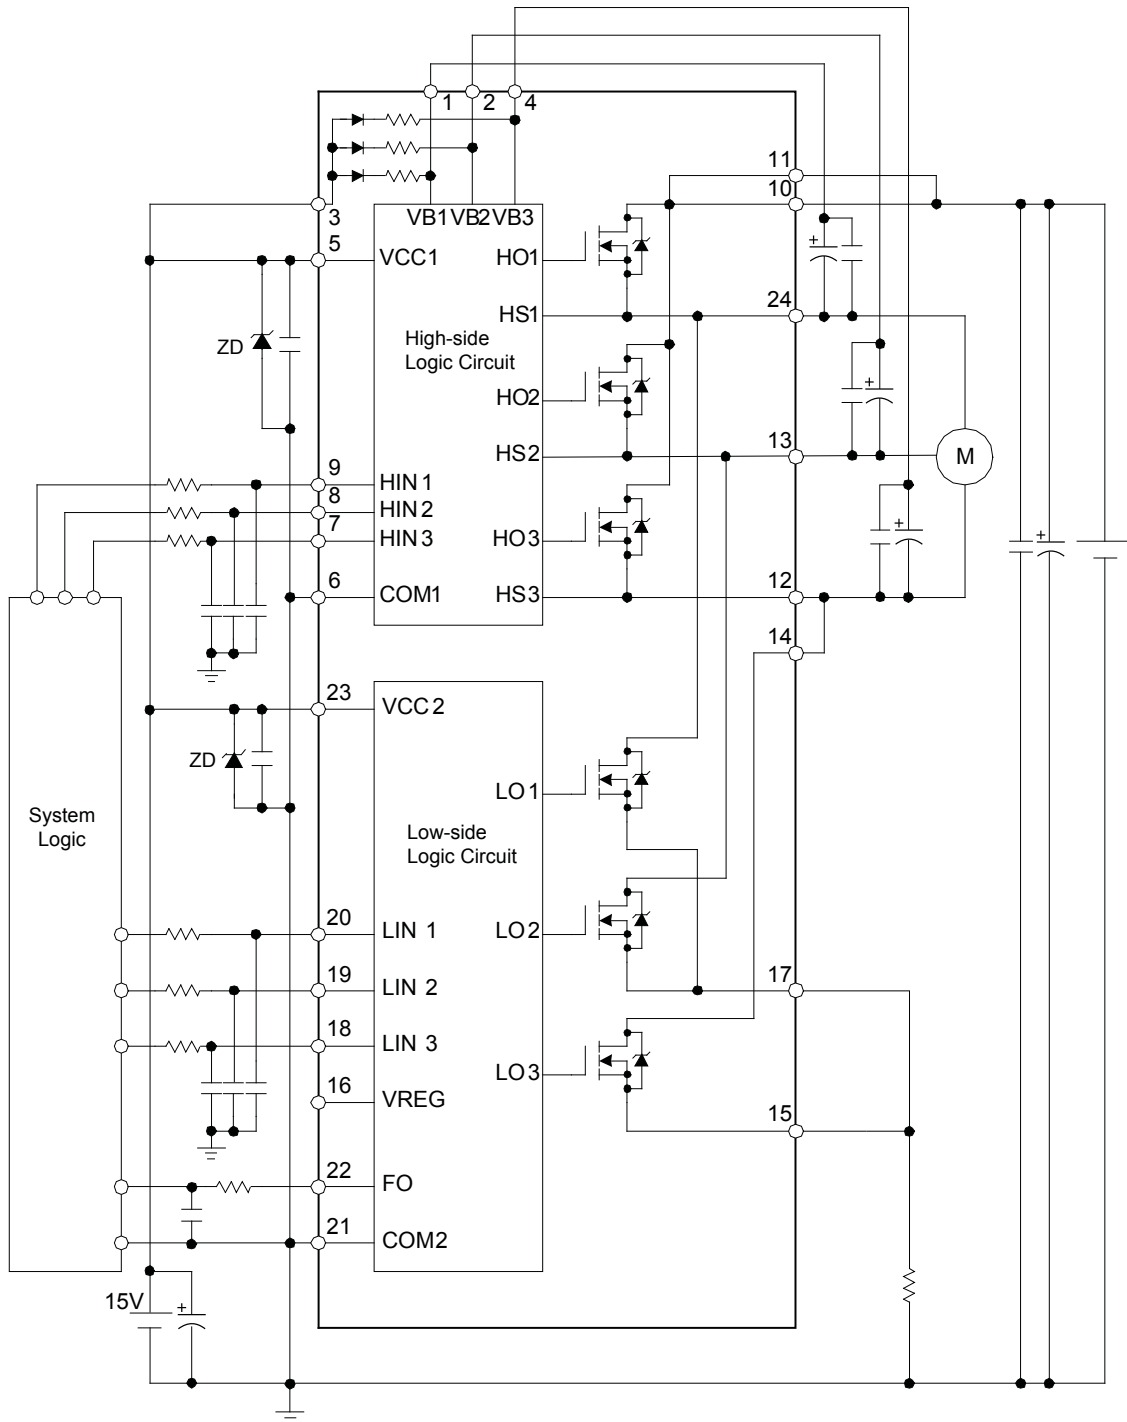 1 2 4
11
10
VB1 VB2 VB3
3
5
VCC1 HO1
+
24
HS1
ZD
High-side
Logic Circuit
+
HO2
13
HS2
M
9
HIN1
8
HIN2
7
HIN3
HO3
+
+
6
COM1
HS3
12
14
23
VCC2
ZD
LO1
System
Logic
Low-side
Logic Circuit
20
LIN 1
LO2
19
LIN 2
17
18
LIN 3
LO3
16
VREG
15
22
FO
21
COM2
15V
+